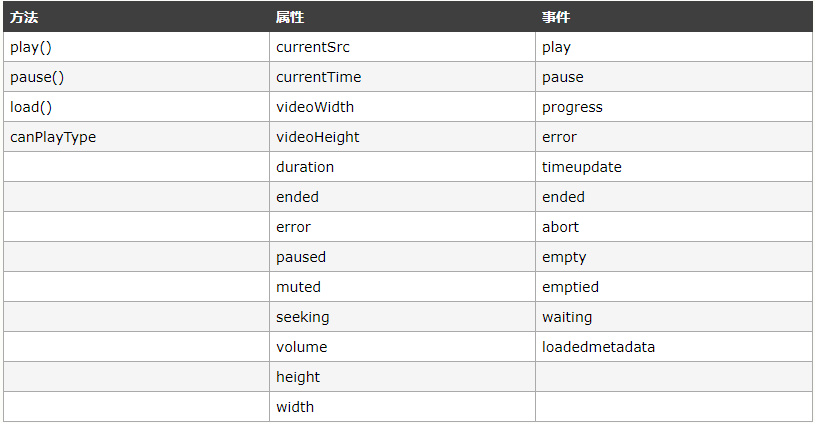 方法 属性 事件
play() currentSrc play
pause() currentTime pause
load() videoWidth progress
canPlayType videoHeight error
duration timeupdate
ended ended
error abort
paused empty
muted emptied
seeking waiting
volume loadedmetadata
height
width